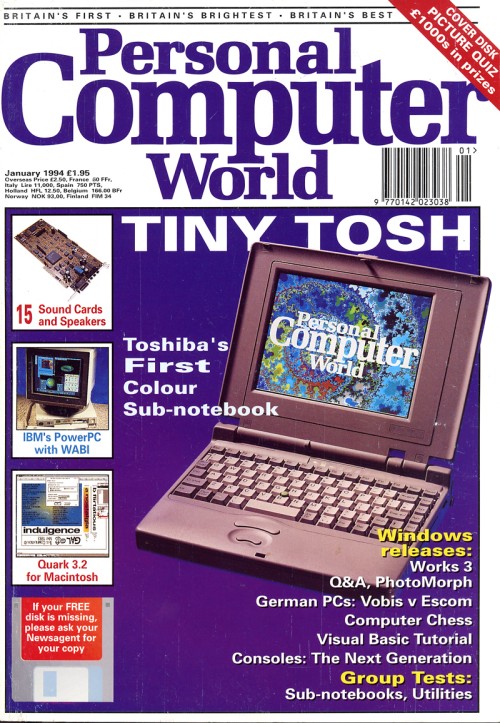 BRITAIN'S FIRST • BRITAIN'S BRIGHTEST • BRITAIN'S BEST
COVER DISK
PICTURE QUIZ
£1000s in prizes
Personal
Computer
World
January 1994 £1.95
Overseas Price £2.50, France 50 FFr,
Italy Lire 11,000, Spain 750 PTS,
Holland HFL 12.50, Belgium 166.00 BFr
Norway NOK 93,00, Finland FIM 34
01>
9 770142 023038
TINY TOSH
15 Sound Cards
and Speakers
Toshiba's
First
Colour
Sub-notebook
Personal
Computer
World
IBM's PowerPC
with WABI
indulgence
GAL
Quark 3.2
for Macintosh
If your FREE
disk is missing,
please ask your
Newsagent for
your copy
Windows
releases:
Works 3
Q&A, PhotoMorph
German PCs: Vobis v Escom
Computer Chess
Visual Basic Tutorial
Consoles: The Next Generation
Group Tests:
Sub-notebooks, Utilities